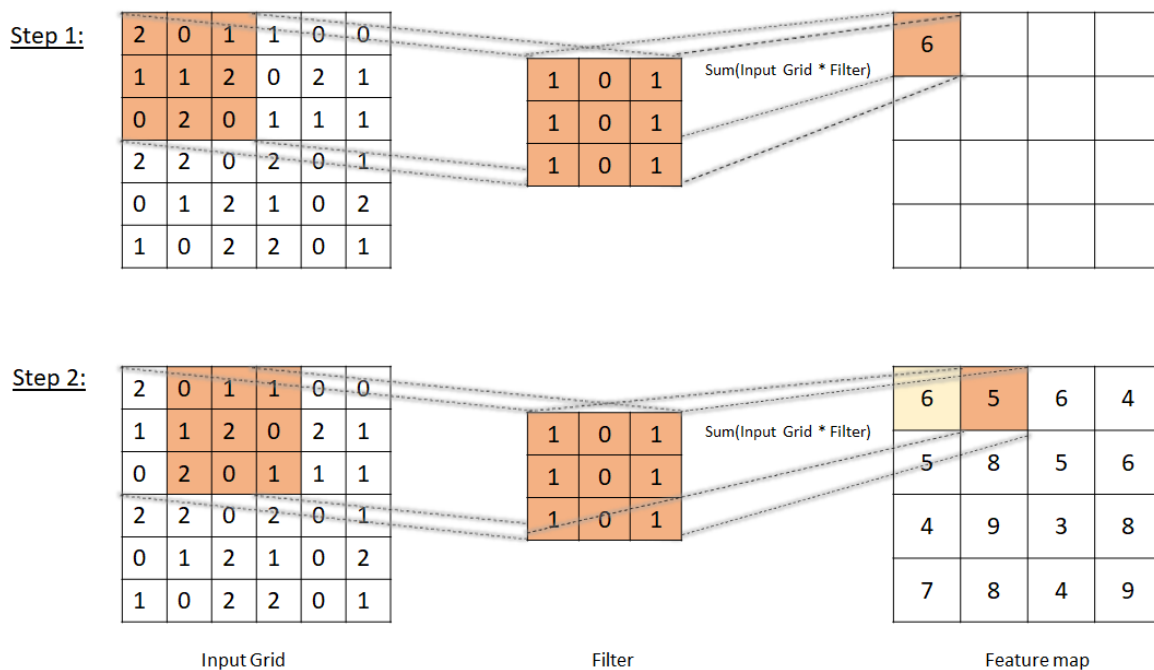 Step 1:
2 0 1 1 0 0
1 1 2 0 2 1
0 2 0 1 1 1
2 2 0 2 0 1
0 1 2 1 0 2
1 0 2 2 0 1
1 0 1
1 0 1
1 0 1
Sum(Input Grid * Filter)
6
Step 2:
2 0 1 1 0 0
1 1 2 0 2 1
0 2 0 1 1 1
2 2 0 2 0 1
0 1 2 1 0 2
1 0 2 2 0 1
1 0 1
1 0 1
1 0 1
Sum(Input Grid * Filter)
6 5 6 4
5 8 5 6
4 9 3 8
7 8 4 9
Input Grid
Filter
Feature map